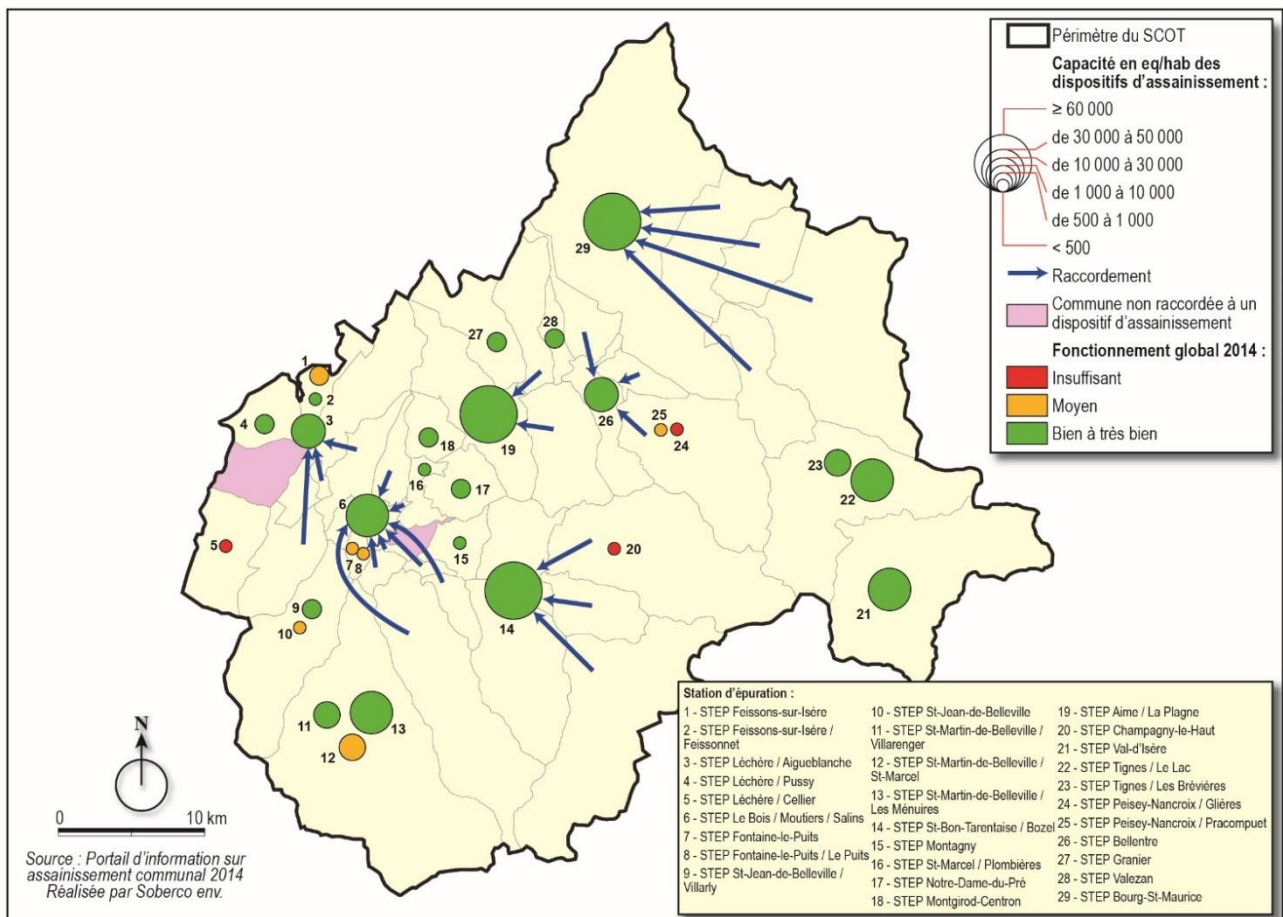 Périmètre du SCOT
Capacité en eq/hab des
dispositifs d'assainissement :
≥ 60 000
de 30 000 à 50 000
de 10 000 à 30 000
de 1 000 à 10 000
de 500 à 1 000
< 500
Raccordement
Commune non raccordée à un
dispositif d'assainissement
Fonctionnement global 2014 :
Insuffisant
Moyen
Bien à très bien
29
28
27
1
2
3
4
26
25
24
19
18
23
22
16
17
6
5
7
8
15
20
21
14
9
10
11
13
12
N
0
10 km
Source : Portail d'information sur
assainissement communal 2014
Réalisée par Soberco env.
Station d'épuration :
1 - STEP Feissons-sur-Isère
2 - STEP Feissons-sur-Isère /
Feissonnet
3 - STEP Léchère / Aigueblanche
4 - STEP Léchère / Pussy
5 - STEP Léchère / Cellier
6 - STEP Le Bois / Moutiers / Salins
7 - STEP Fontaine-le-Puits
8 - STEP Fontaine-le-Puits / Le Puits
9 - STEP St-Jean-de-Belleville /
Villarly
10 - STEP St-Jean-de-Belleville
11 - STEP St-Martin-de-Belleville /
Villarenger
12 - STEP St-Martin-de-Belleville /
St-Marcel
13 - STEP St-Martin-de-Belleville /
Les Ménuires
14 - STEP St-Bon-Tarentaise / Bozel
15 - STEP Montagny
16 - STEP St-Marcel / Plombières
17 - STEP Notre-Dame-du-Pré
18 - STEP Montgirod-Centron
19 - STEP Aime / La Plagne
20 - STEP Champagny-le-Haut
21 - STEP Val-d'Isère
22 - STEP Tignes / Le Lac
23 - STEP Tignes / Les Brévières
24 - STEP Peisey-Nancroix / Glières
25 - STEP Peisey-Nancroix / Pracompuet
26 - STEP Bellentre
27 - STEP Granier
28 - STEP Valezan
29 - STEP Bourg-St-Maurice